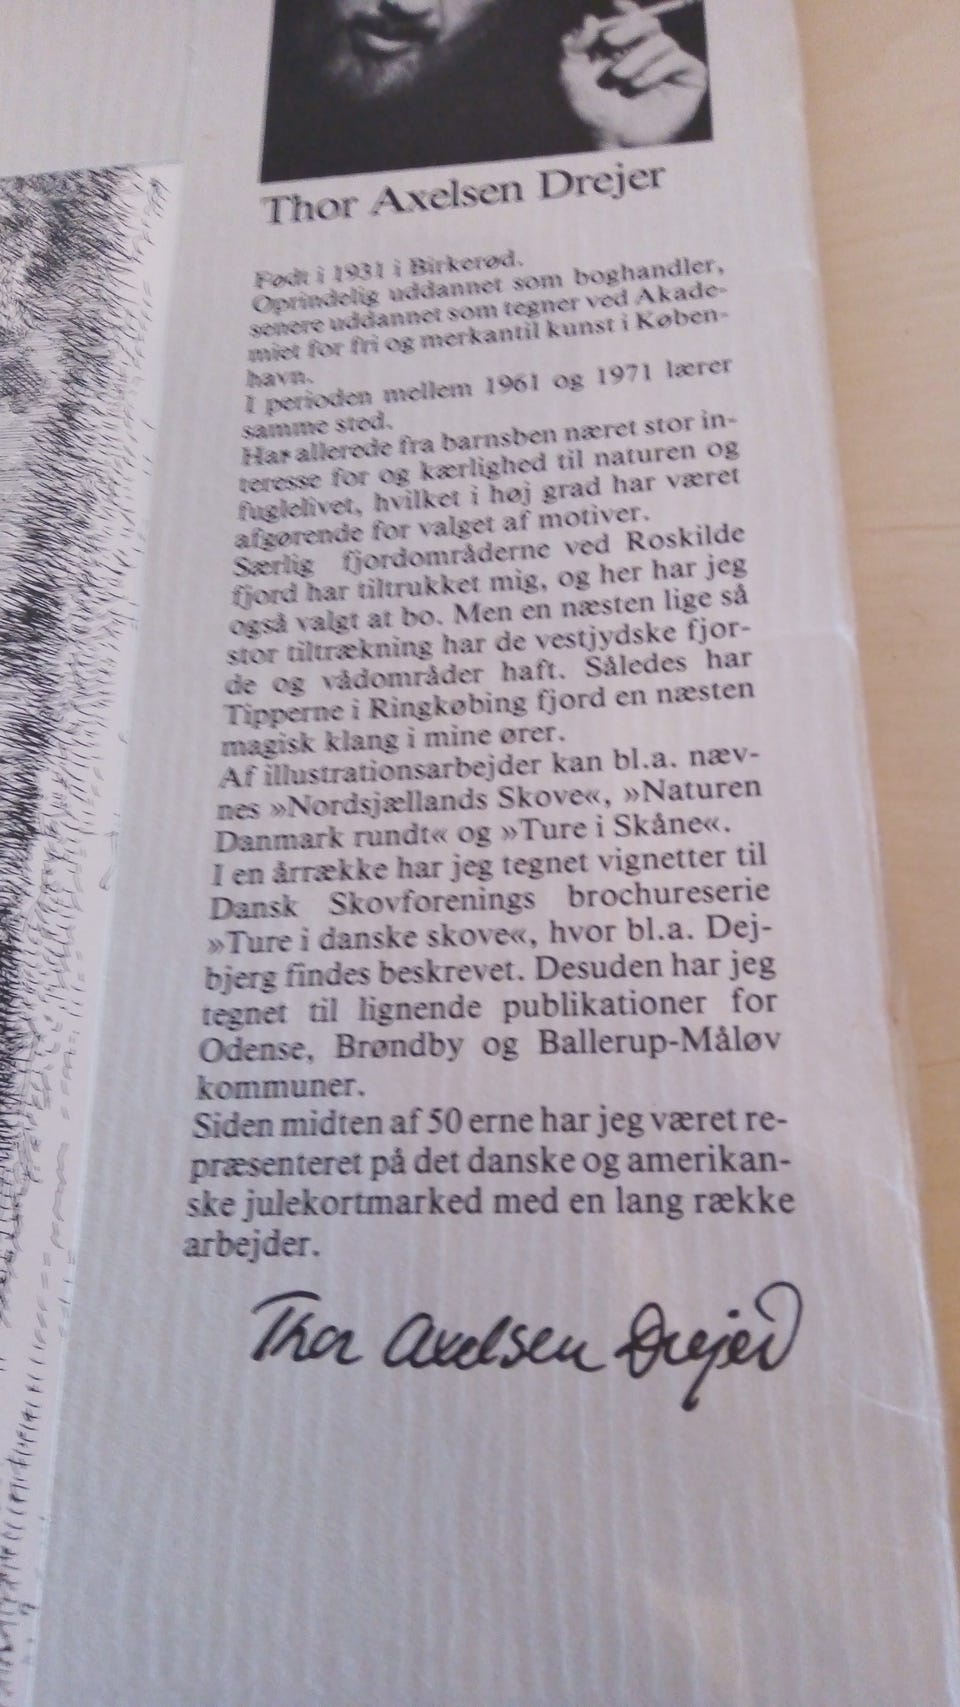 Thor Axelsen Drejer
Født i 1931 i Birkerød.
Oprindelig uddannet som boghandler,
senere uddannet som tegner ved Akade-
miet for fri og merkantil kunst i Køben-
havn.
I perioden mellem 1961 og 1971 lærer
samme sted.
Har allerede fra barnsben næret stor in-
teresse for og kærlighed til naturen og
fuglelivet, hvilket i høj grad har været
afgørende for valget af motiver.
Særlig fjordområderne ved Roskilde
fjord har tiltrukket mig, og her har jeg
også valgt at bo. Men en næsten lige så
stor tiltrækning har de vestjydske fjor-
de og vådområder haft. Således har
Tipperne i Ringkøbing fjord en næsten
magisk klang i mine ører.
Af illustrationsarbejder kan bl.a. næv-
nes »Nordsjællands Skove«, »Naturen
Danmark rundt« og »Ture i Skåne«.
I en årrække har jeg tegnet vignetter til
Dansk Skovforenings brochureserie
»Ture i danske skove«, hvor bl.a. Dej-
bjerg findes beskrevet. Desuden har jeg
tegnet til lignende publikationer for
Odense, Brøndby og Ballerup-Måløv
kommuner.
Siden midten af 50 erne har jeg været re-
præsenteret på det danske og amerikan-
ske julekortmarked med en lang række
arbejder.
Thor Axelsen Drejer